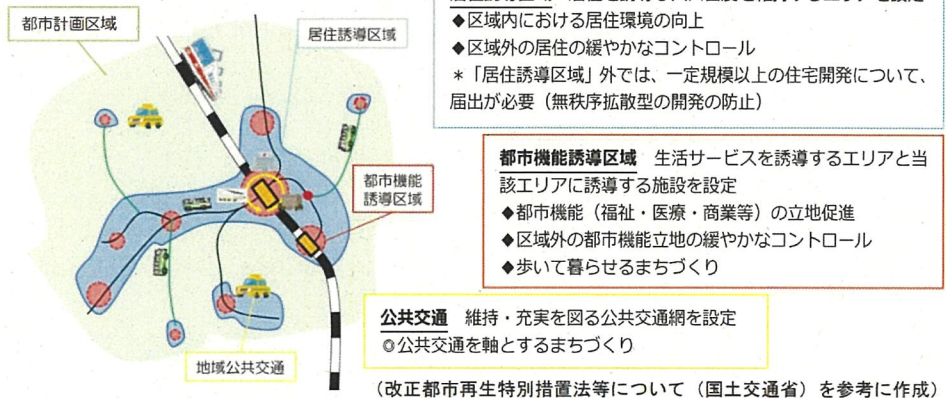 都市計画区域
居住誘導区域
◆区域内における居住環境の向上
◆区域外の居住の緩やかなコントロール
＊「居住誘導区域」外では、一定規模以上の住宅開発について、
届出が必要（無秩序拡散型の開発の防止）
都市機能
誘導区域
都市機能誘導区域　生活サービスを誘導するエリアと当
該エリアに誘導する施設を設定
◆都市機能（福祉・医療・商業等）の立地促進
◆区域外の都市機能立地の緩やかなコントロール
◆歩いて暮らせるまちづくり
公共交通　維持・充実を図る公共交通網を設定
◎公共交通を軸とするまちづくり
地域公共交通
（改正都市再生特別措置法等について（国土交通省）を参考に作成）